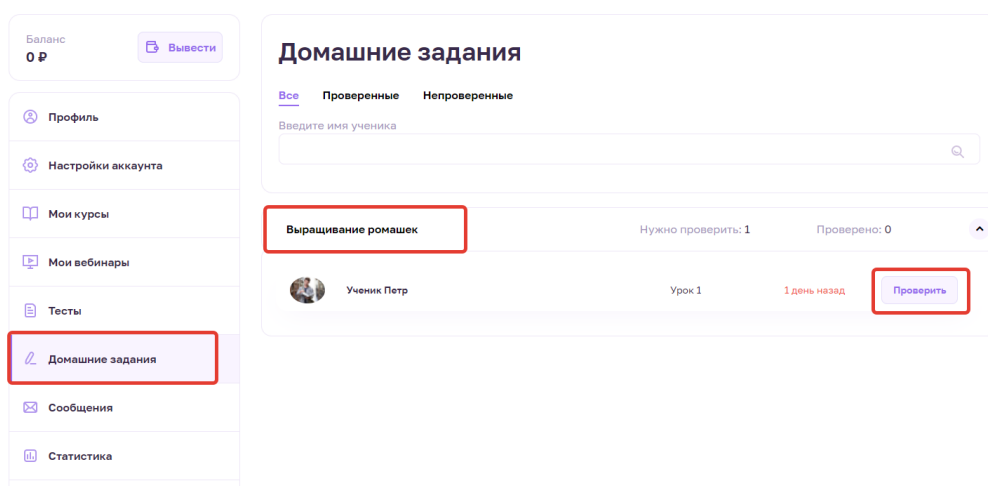 Баланс
0 ₽
Вывести
Профиль
Настройки аккаунта
Мои курсы
Мои вебинары
Тесты
Домашние задания
Сообщения
Статистика
Домашние задания
Все Проверенные Непроверенные
Введите имя ученика
Выращивание ромашек Нужно проверить: 1 Проверено: 0
Ученик Петр Урок 1 1 день назад Проверить